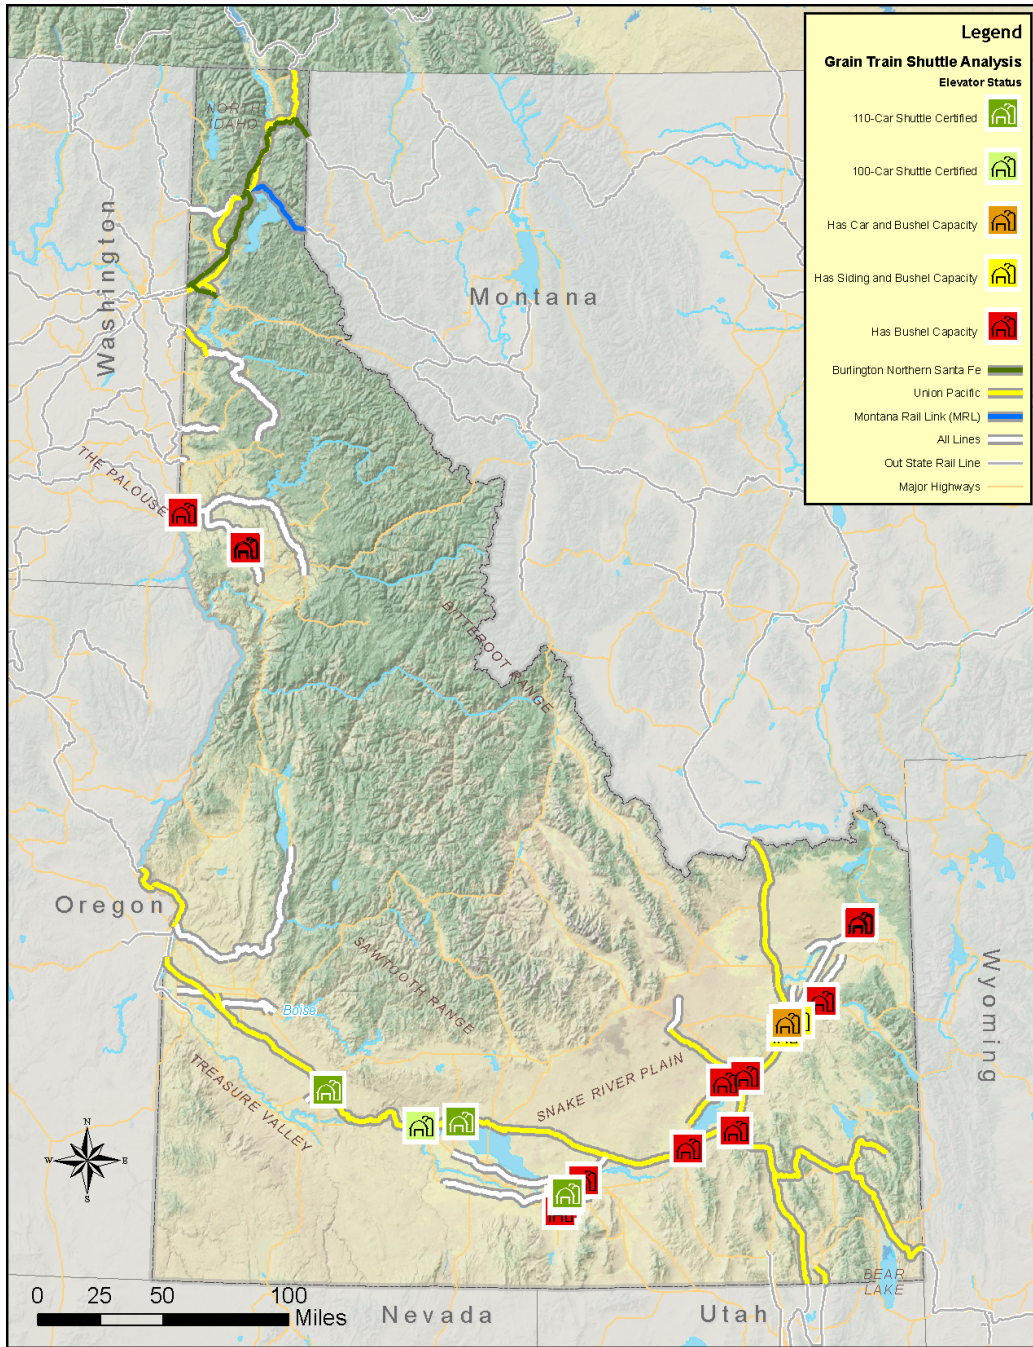 Legend
Grain Train Shuttle Analysis
Elevator Status
110-Car Shuttle Certified
100-Car Shuttle Certified
Has Car and Bushel Capacity
Has Siding and Bushel Capacity
Has Bushel Capacity
Burlington Northern Santa Fe
Union Pacific
Montana Rail Link (MRL)
All Lines
Out State Rail Line
Major Highways
NORTH
IDAHO
Washington
Montana
THE PALOUSE
BITTEROOT RANGE
Oregon
SAWTOOTH RANGE
Boise
Wyoming
TREASURE VALLEY
SNAKE RIVER PLAIN
N
W
E
S
BEAR
LAKE
0 25 50 100
Miles
Nevada
Utah